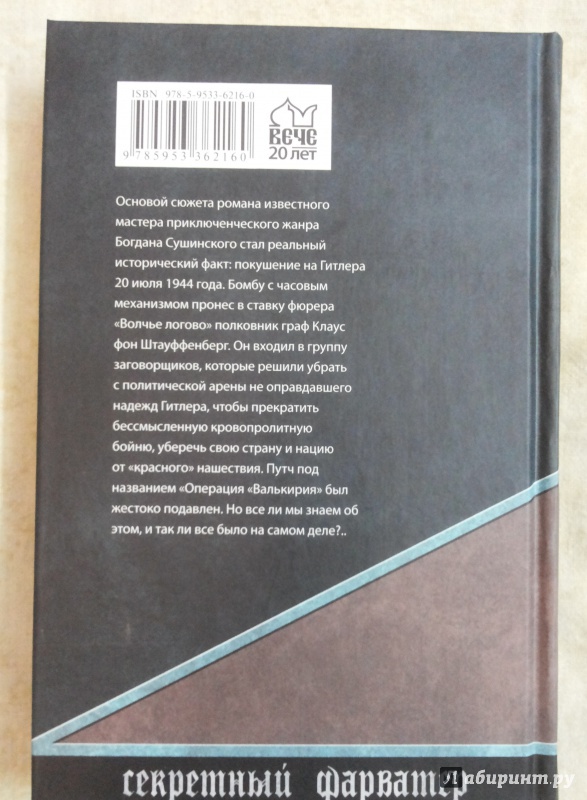 ISBN 978-5-9533-6216-0
9 785953 362160
ВЕЧЕ
20 лет
Основой сюжета романа известного
мастера приключенческого жанра
Богдана Сушинского стал реальный
исторический факт: покушение на Гитлера
20 июля 1944 года. Бомбу с часовым
механизмом пронес в ставку фюрера
«Волчье логово» полковник граф Клаус
фон Штауффенберг. Он входил в группу
заговорщиков, которые решили убрать
с политической арены не оправдавшего
надежд Гитлера, чтобы прекратить
бессмысленную кровопролитную
бойню, уберечь свою страну и нацию
от «красного» нашествия. Путч под
названием «Операция «Валькирия» был
жестоко подавлен. Но все ли мы знаем об
этом, и так ли все было на самом деле?..
секретный фарватер
Лабиринт.ру